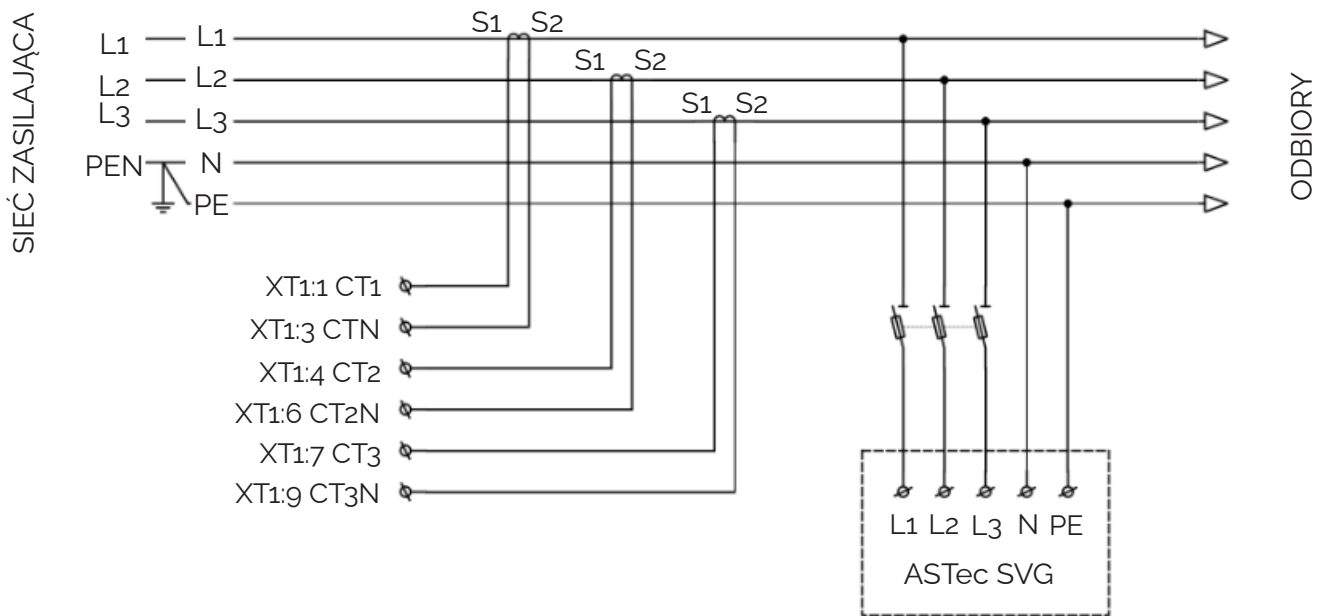 SIEĆ ZASILAJĄCA
L1 L1
L2 L2
L3 L3
PEN N
PE
S1 S2
S1 S2
S1 S2
ODBIORY
XT1:1 CT1
XT1:3 CTN
XT1:4 CT2
XT1:6 CT2N
XT1:7 CT3
XT1:9 CT3N
L1 L2 L3 N PE
ASTec SVG